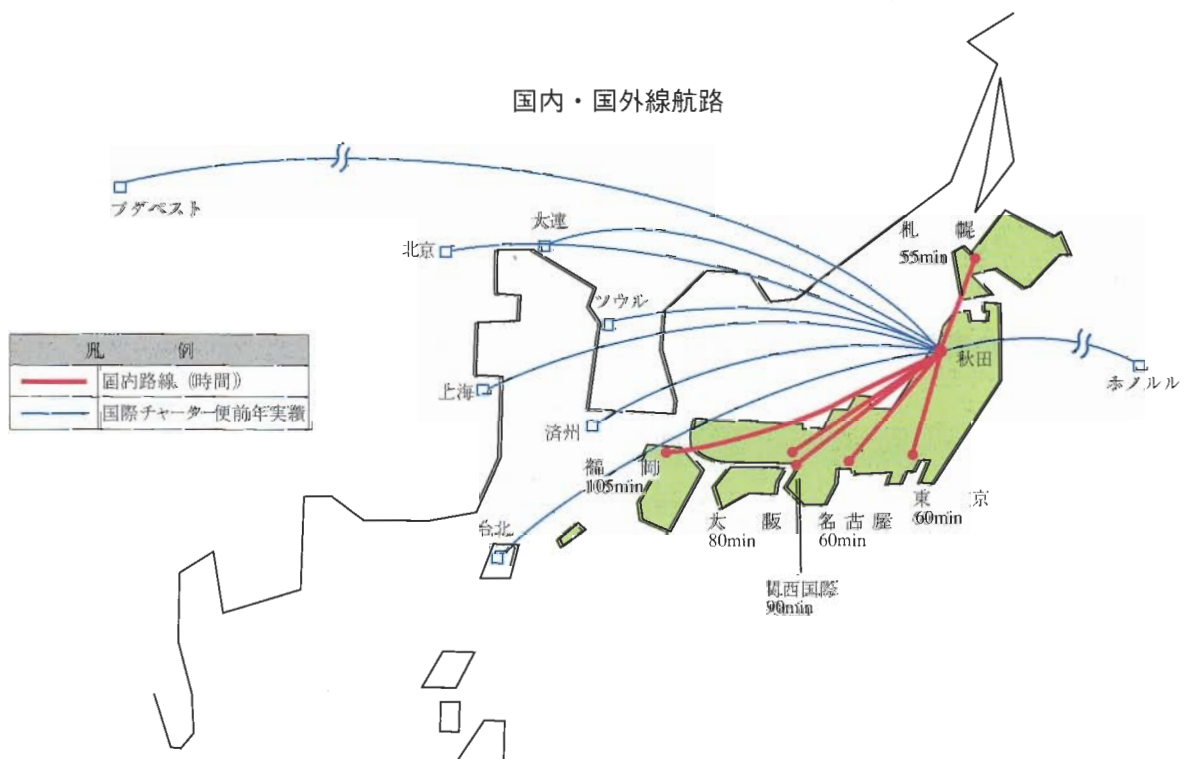 国内・国外線航路
ブダペスト
大連
北京
札幌
55min
ソウル
凡例
国内路線(時間)
国際チャーター便前年実績
秋田
ホノルル
上海
済州
福岡
105min
台北
大阪
80min
名古屋
60min
東京
60min
関西国際
90min